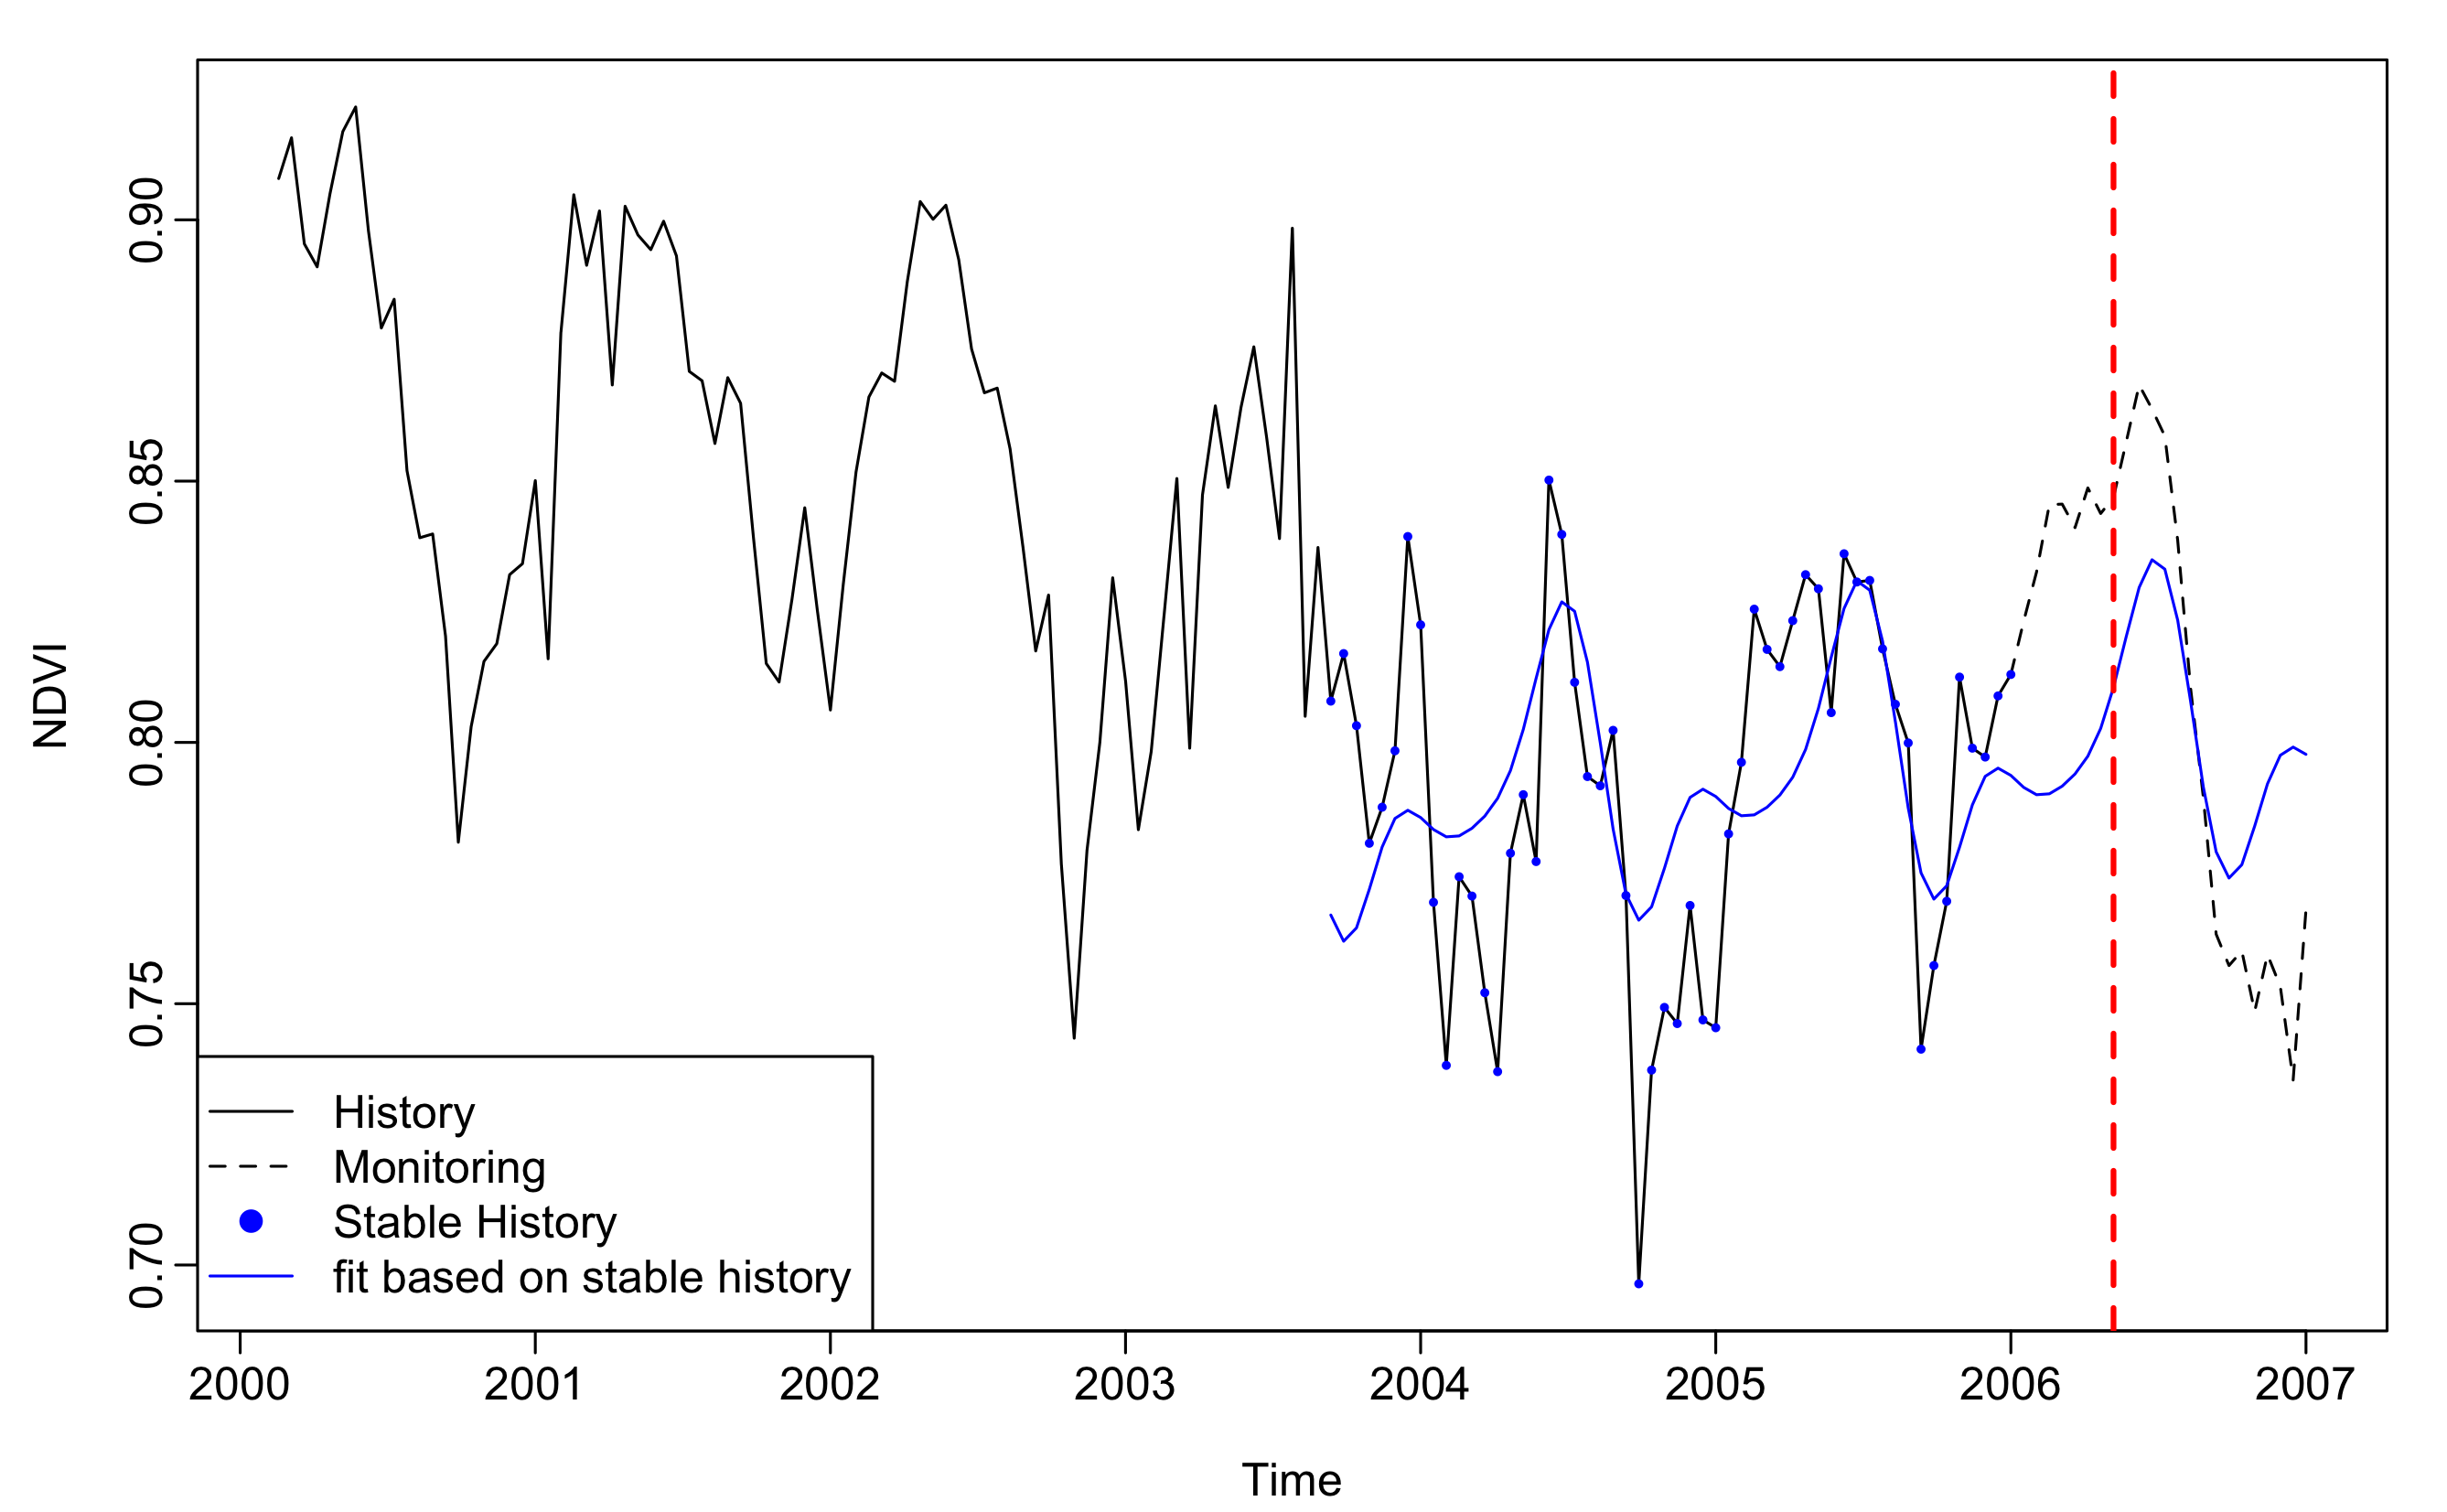 NDVI
0.90
0.85
0.80
0.75
0.70
History
Monitoring
Stable History
fit based on stable history
2000 2001 2002 2003 2004 2005 2006 2007
Time